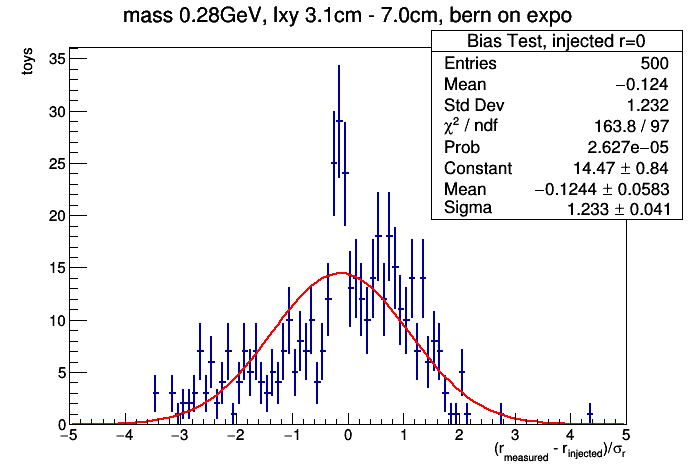 mass 0.28GeV, lxy 3.1cm - 7.0cm, bern on expo
toys
Bias Test, injected r=0
Entries 500
Mean −0.124
Std Dev 1.232
χ² / ndf 163.8 / 97
Prob 2.627e−05
Constant 14.47 ± 0.84
Mean −0.1244 ± 0.0583
Sigma 1.233 ± 0.041
35
30
25
20
15
10
5
0
−5 −4 −3 −2 −1 0 1 2 3 4 5
(r_measured - r_injected)/σ_r